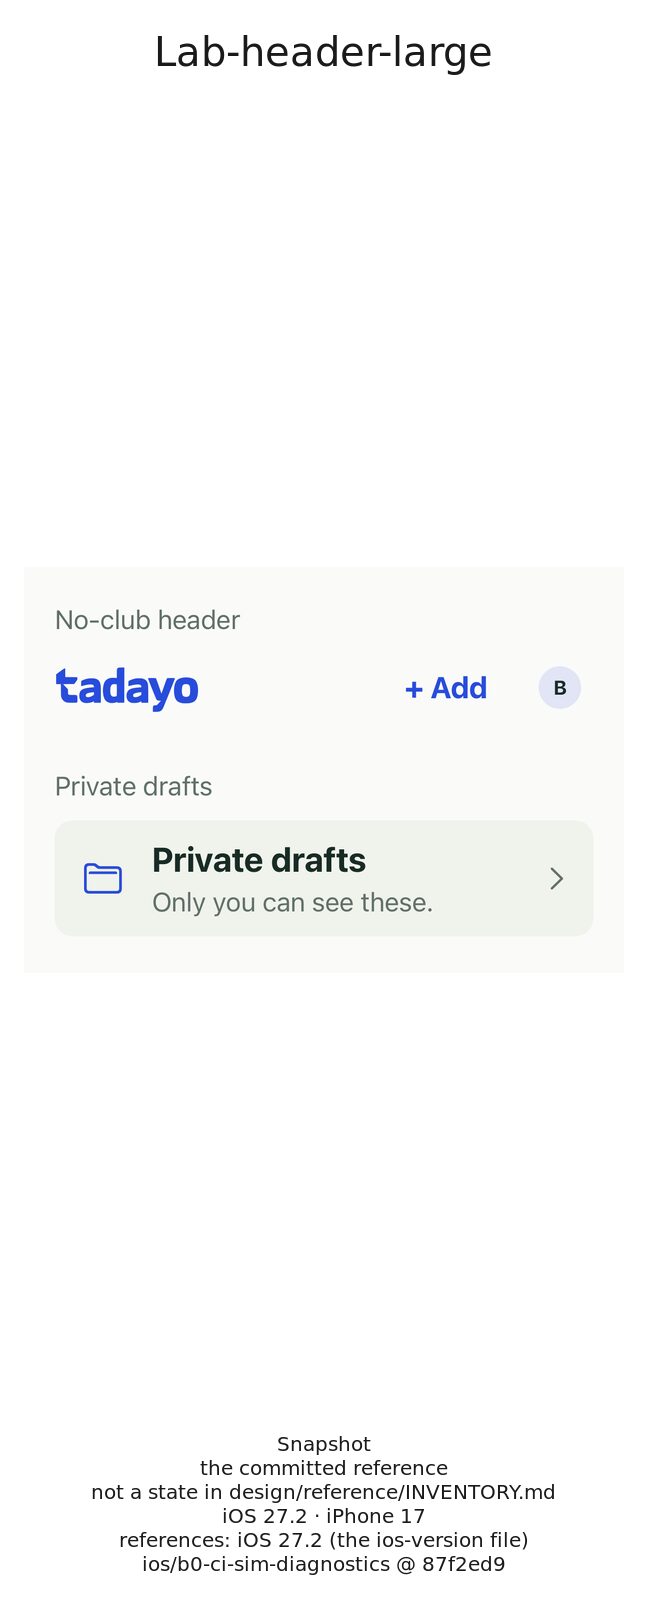 Lab-header-large
No-club header
tadayo
+ Add
B
Private drafts
Private drafts
Only you can see these.
Snapshot
the committed reference
not a state in design/reference/INVENTORY.md
iOS 27.2 · iPhone 17
references: iOS 27.2 (the ios-version file)
ios/b0-ci-sim-diagnostics @ 87f2ed9